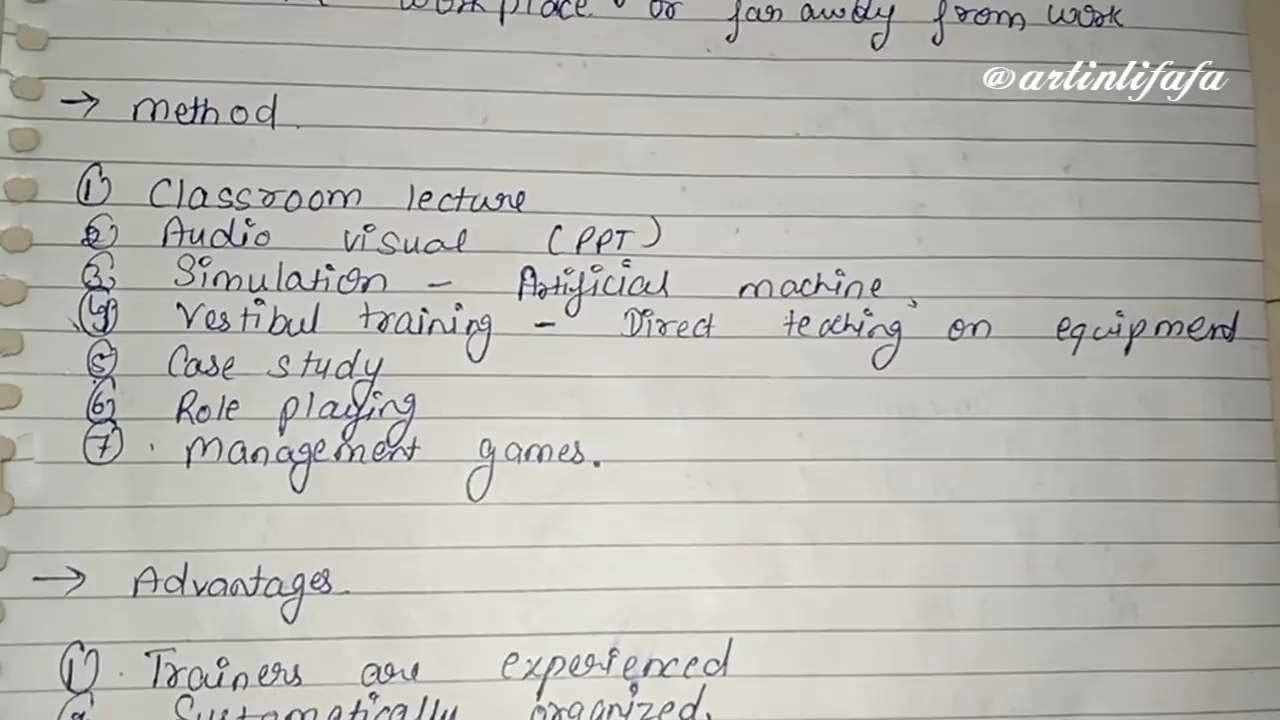 workplace or far away from work
@artinlifafa
→ Method
① Classroom lecture
② Audio visual (PPT)
③ Simulation - Artificial machine
④ Vestibul training - Direct teaching on equipment
⑤ Case study
⑥ Role playing
⑦ Management games.
→ Advantages
① Trainers are experienced
② Systematically organized.